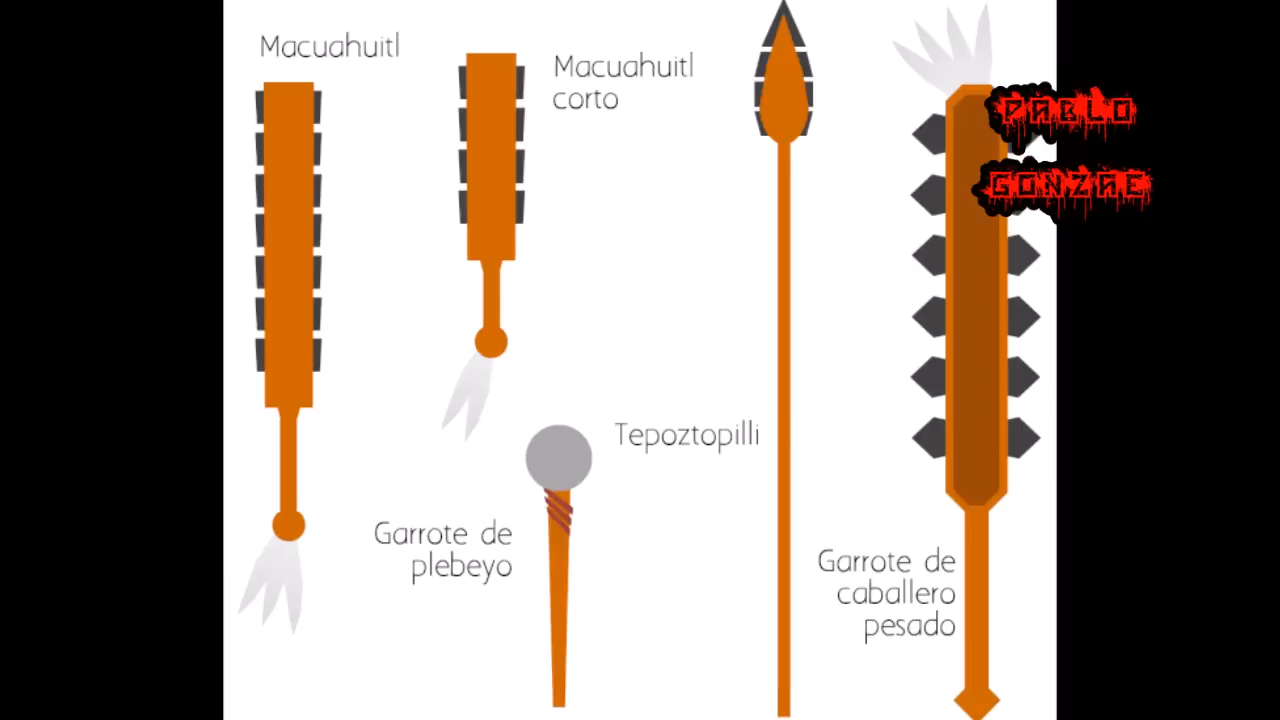 Macuahuitl
Macuahuitl
corto
PABLO
GONZAE
Tepoztopilli
Garrote de
plebeyo
Garrote de
caballero
pesado